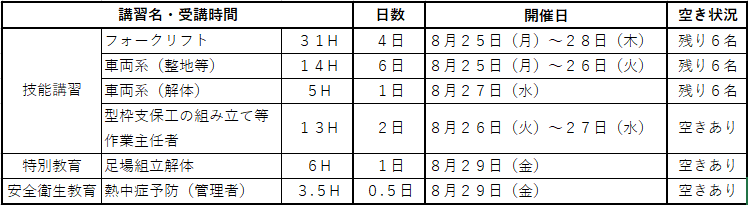 講習名・受講時間 日数 開催日 空き状況
技能講習 フォークリフト ３１H ４日 ８月２５日（月）～２８日（木） 残り６名
車両系（整地等） １４H ６日 ８月２５日（月）～２６日（火） 残り６名
車両系（解体） ５H １日 ８月２７日（水） 残り６名
型枠支保工の組み立て等
作業主任者 １３H ２日 ８月２６日（火）～２７日（水） 空きあり
特別教育 足場組立解体 ６H １日 ８月２９日（金） 空きあり
安全衛生教育 熱中症予防（管理者） ３.５H ０.５日 ８月２９日（金） 空きあり